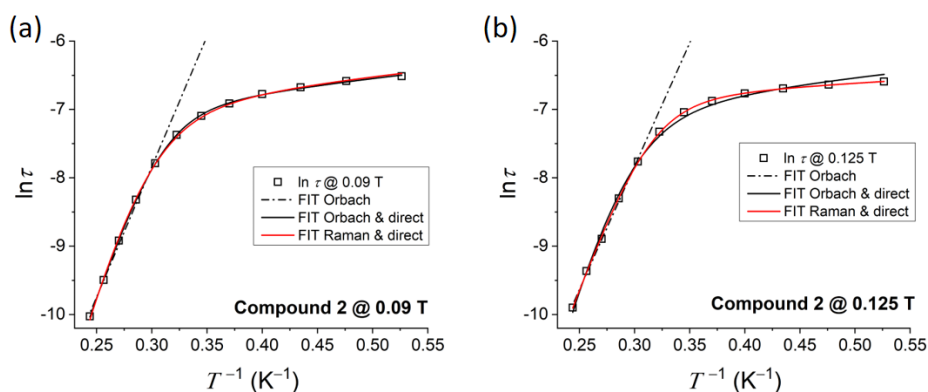 (a)
-6
-7
-8
-9
-10
ln τ
ln τ @ 0.09 T
FIT Orbach
FIT Orbach & direct
FIT Raman & direct
Compound 2 @ 0.09 T
0.25 0.30 0.35 0.40 0.45 0.50 0.55
T⁻¹ (K⁻¹)
(b)
-6
-7
-8
-9
-10
ln τ
ln τ @ 0.125 T
FIT Orbach
FIT Orbach & direct
FIT Raman & direct
Compound 2 @ 0.125 T
0.25 0.30 0.35 0.40 0.45 0.50 0.55
T⁻¹ (K⁻¹)